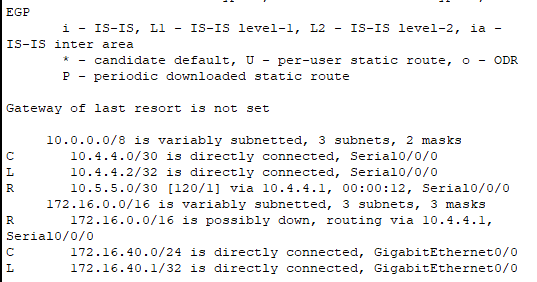 EGP
i - IS-IS, L1 - IS-IS level-1, L2 - IS-IS level-2, ia -
IS-IS inter area
* - candidate default, U - per-user static route, o - ODR
P - periodic downloaded static route
Gateway of last resort is not set
10.0.0.0/8 is variably subnetted, 3 subnets, 2 masks
C 10.4.4.0/30 is directly connected, Serial0/0/0
L 10.4.4.2/32 is directly connected, Serial0/0/0
R 10.5.5.0/30 [120/1] via 10.4.4.1, 00:00:12, Serial0/0/0
172.16.0.0/16 is variably subnetted, 3 subnets, 3 masks
R 172.16.0.0/16 is possibly down, routing via 10.4.4.1,
Serial0/0/0
C 172.16.40.0/24 is directly connected, GigabitEthernet0/0
L 172.16.40.1/32 is directly connected, GigabitEthernet0/0